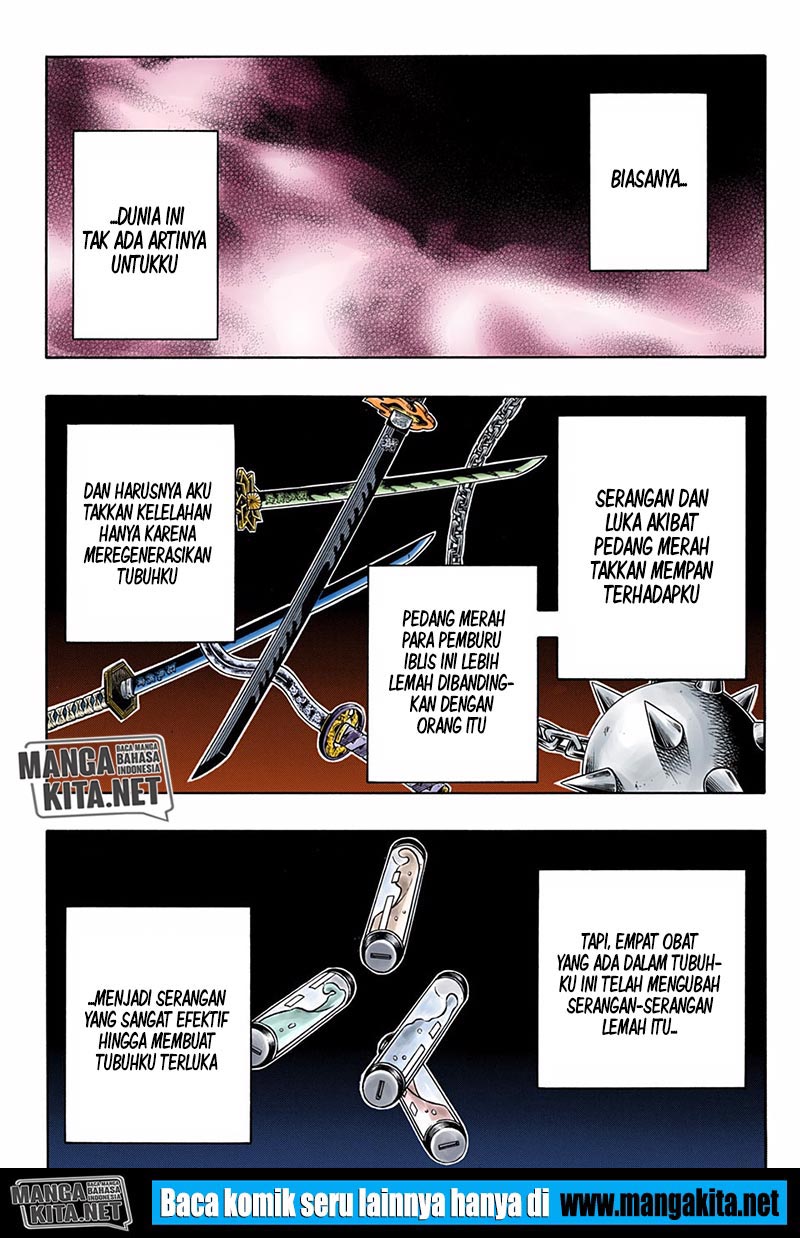 BIASANYA...
...DUNIA INI
TAK ADA ARTINYA
UNTUKKU
SERANGAN DAN
LUKA AKIBAT
PEDANG MERAH
TAKKAN MEMPAN
TERHADAPKU
PEDANG MERAH
PARA PEMBURU
IBLIS INI LEBIH
LEMAH DIBANDING-
KAN DENGAN
ORANG ITU
DAN HARUSNYA AKU
TAKKAN KELELAHAN
HANYA KARENA
MEREGENERASIKAN
TUBUHKU
MANGA
BACA MANGA
BAHASA
INDONESIA
KITA.NET
TAPI, EMPAT OBAT
YANG ADA DALAM TUBUH-
KU INI TELAH MENGUBAH
SERANGAN-SERANGAN
LEMAH ITU...
...MENJADI SERANGAN
YANG SANGAT EFEKTIF
HINGGA MEMBUAT
TUBUHKU TERLUKA
MANGA
BACA MANGA
BAHASA
INDONESIA
KITA.NET
Baca komik seru lainnya hanya di www.mangakita.net